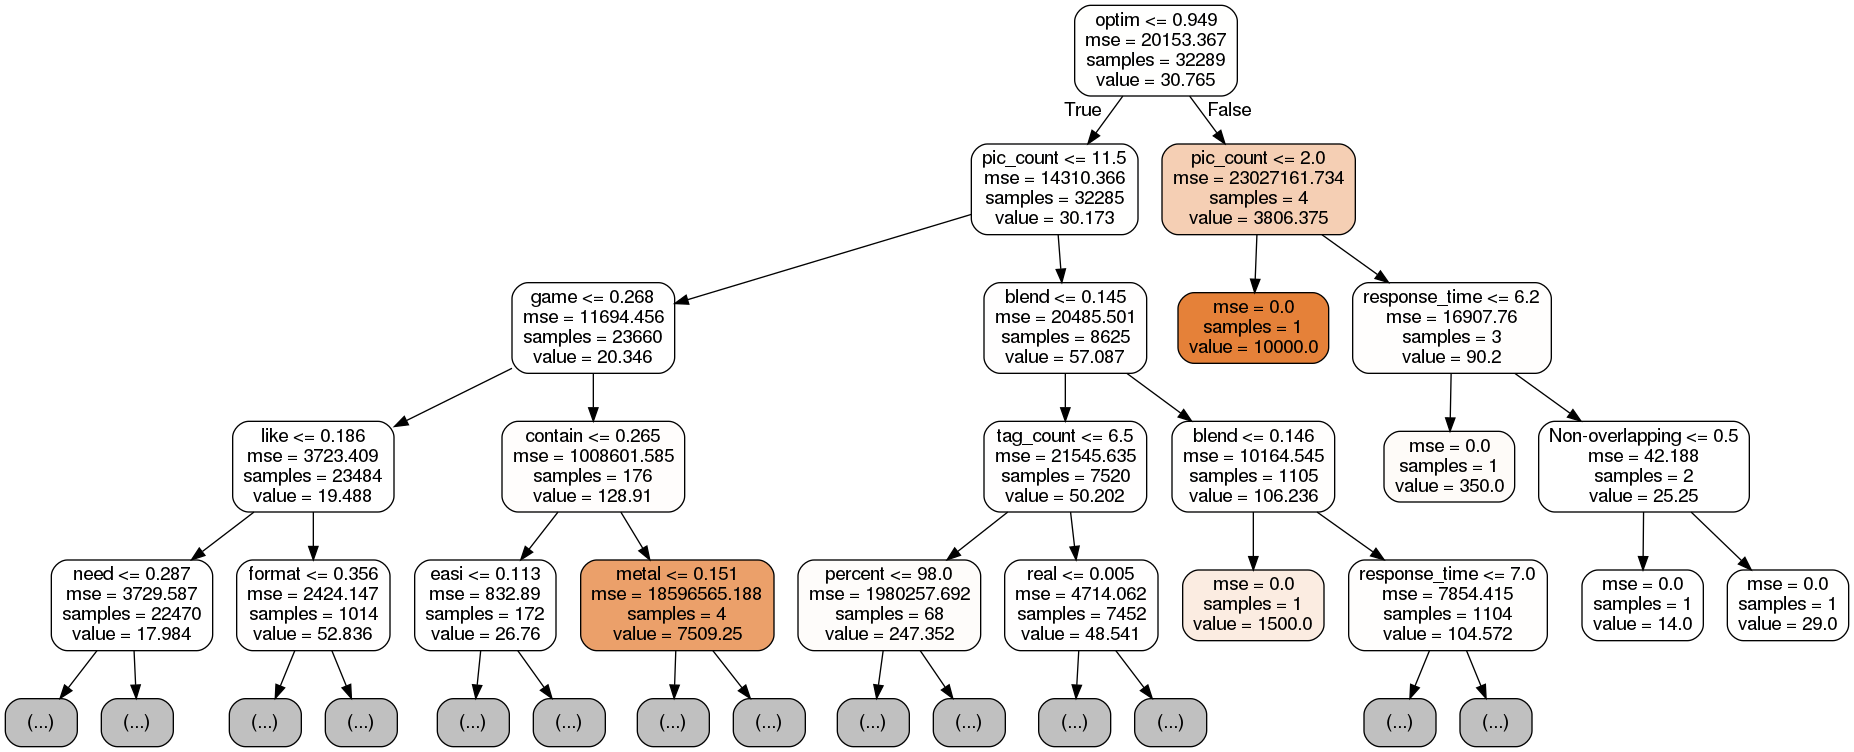 optim <= 0.949
mse = 20153.367
samples = 32289
value = 30.765
True
False
pic_count <= 11.5
mse = 14310.366
samples = 32285
value = 30.173
pic_count <= 2.0
mse = 23027161.734
samples = 4
value = 3806.375
game <= 0.268
mse = 11694.456
samples = 23660
value = 20.346
blend <= 0.145
mse = 20485.501
samples = 8625
value = 57.087
mse = 0.0
samples = 1
value = 10000.0
response_time <= 6.2
mse = 16907.76
samples = 3
value = 90.2
like <= 0.186
mse = 3723.409
samples = 23484
value = 19.488
contain <= 0.265
mse = 1008601.585
samples = 176
value = 128.91
tag_count <= 6.5
mse = 21545.635
samples = 7520
value = 50.202
blend <= 0.146
mse = 10164.545
samples = 1105
value = 106.236
mse = 0.0
samples = 1
value = 350.0
Non-overlapping <= 0.5
mse = 42.188
samples = 2
value = 25.25
need <= 0.287
mse = 3729.587
samples = 22470
value = 17.984
format <= 0.356
mse = 2424.147
samples = 1014
value = 52.836
easi <= 0.113
mse = 832.89
samples = 172
value = 26.76
metal <= 0.151
mse = 18596565.188
samples = 4
value = 7509.25
percent <= 98.0
mse = 1980257.692
samples = 68
value = 247.352
real <= 0.005
mse = 4714.062
samples = 7452
value = 48.541
mse = 0.0
samples = 1
value = 1500.0
response_time <= 7.0
mse = 7854.415
samples = 1104
value = 104.572
mse = 0.0
samples = 1
value = 14.0
mse = 0.0
samples = 1
value = 29.0
(...)
(...)
(...)
(...)
(...)
(...)
(...)
(...)
(...)
(...)
(...)
(...)
(...)
(...)